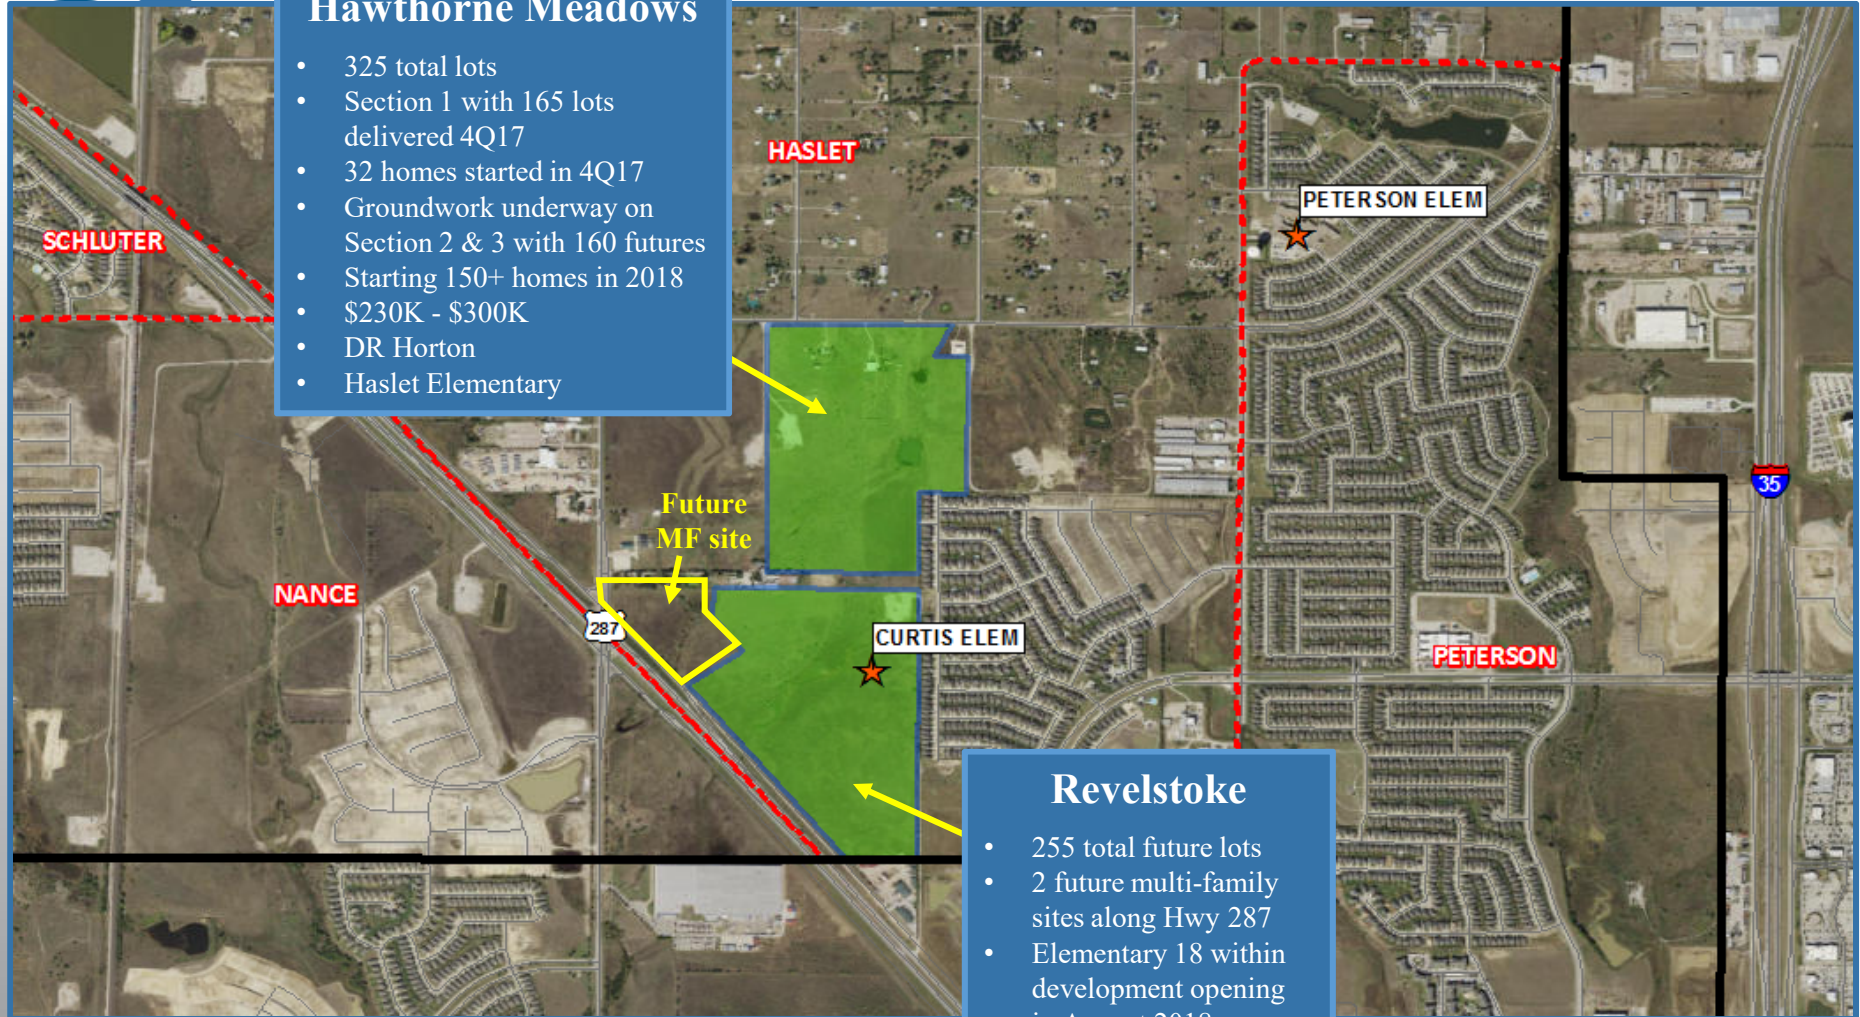 Hawthorne Meadows
• 325 total lots
• Section 1 with 165 lots
delivered 4Q17
• 32 homes started in 4Q17
• Groundwork underway on
Section 2 & 3 with 160 futures
• Starting 150+ homes in 2018
• $230K - $300K
• DR Horton
• Haslet Elementary
HASLET
PETERSON ELEM
SCHLUTER
35
Future
MF site
NANCE
287
CURTIS ELEM
PETERSON
Revelstoke
• 255 total future lots
• 2 future multi-family
sites along Hwy 287
• Elementary 18 within
development opening
in August 2018